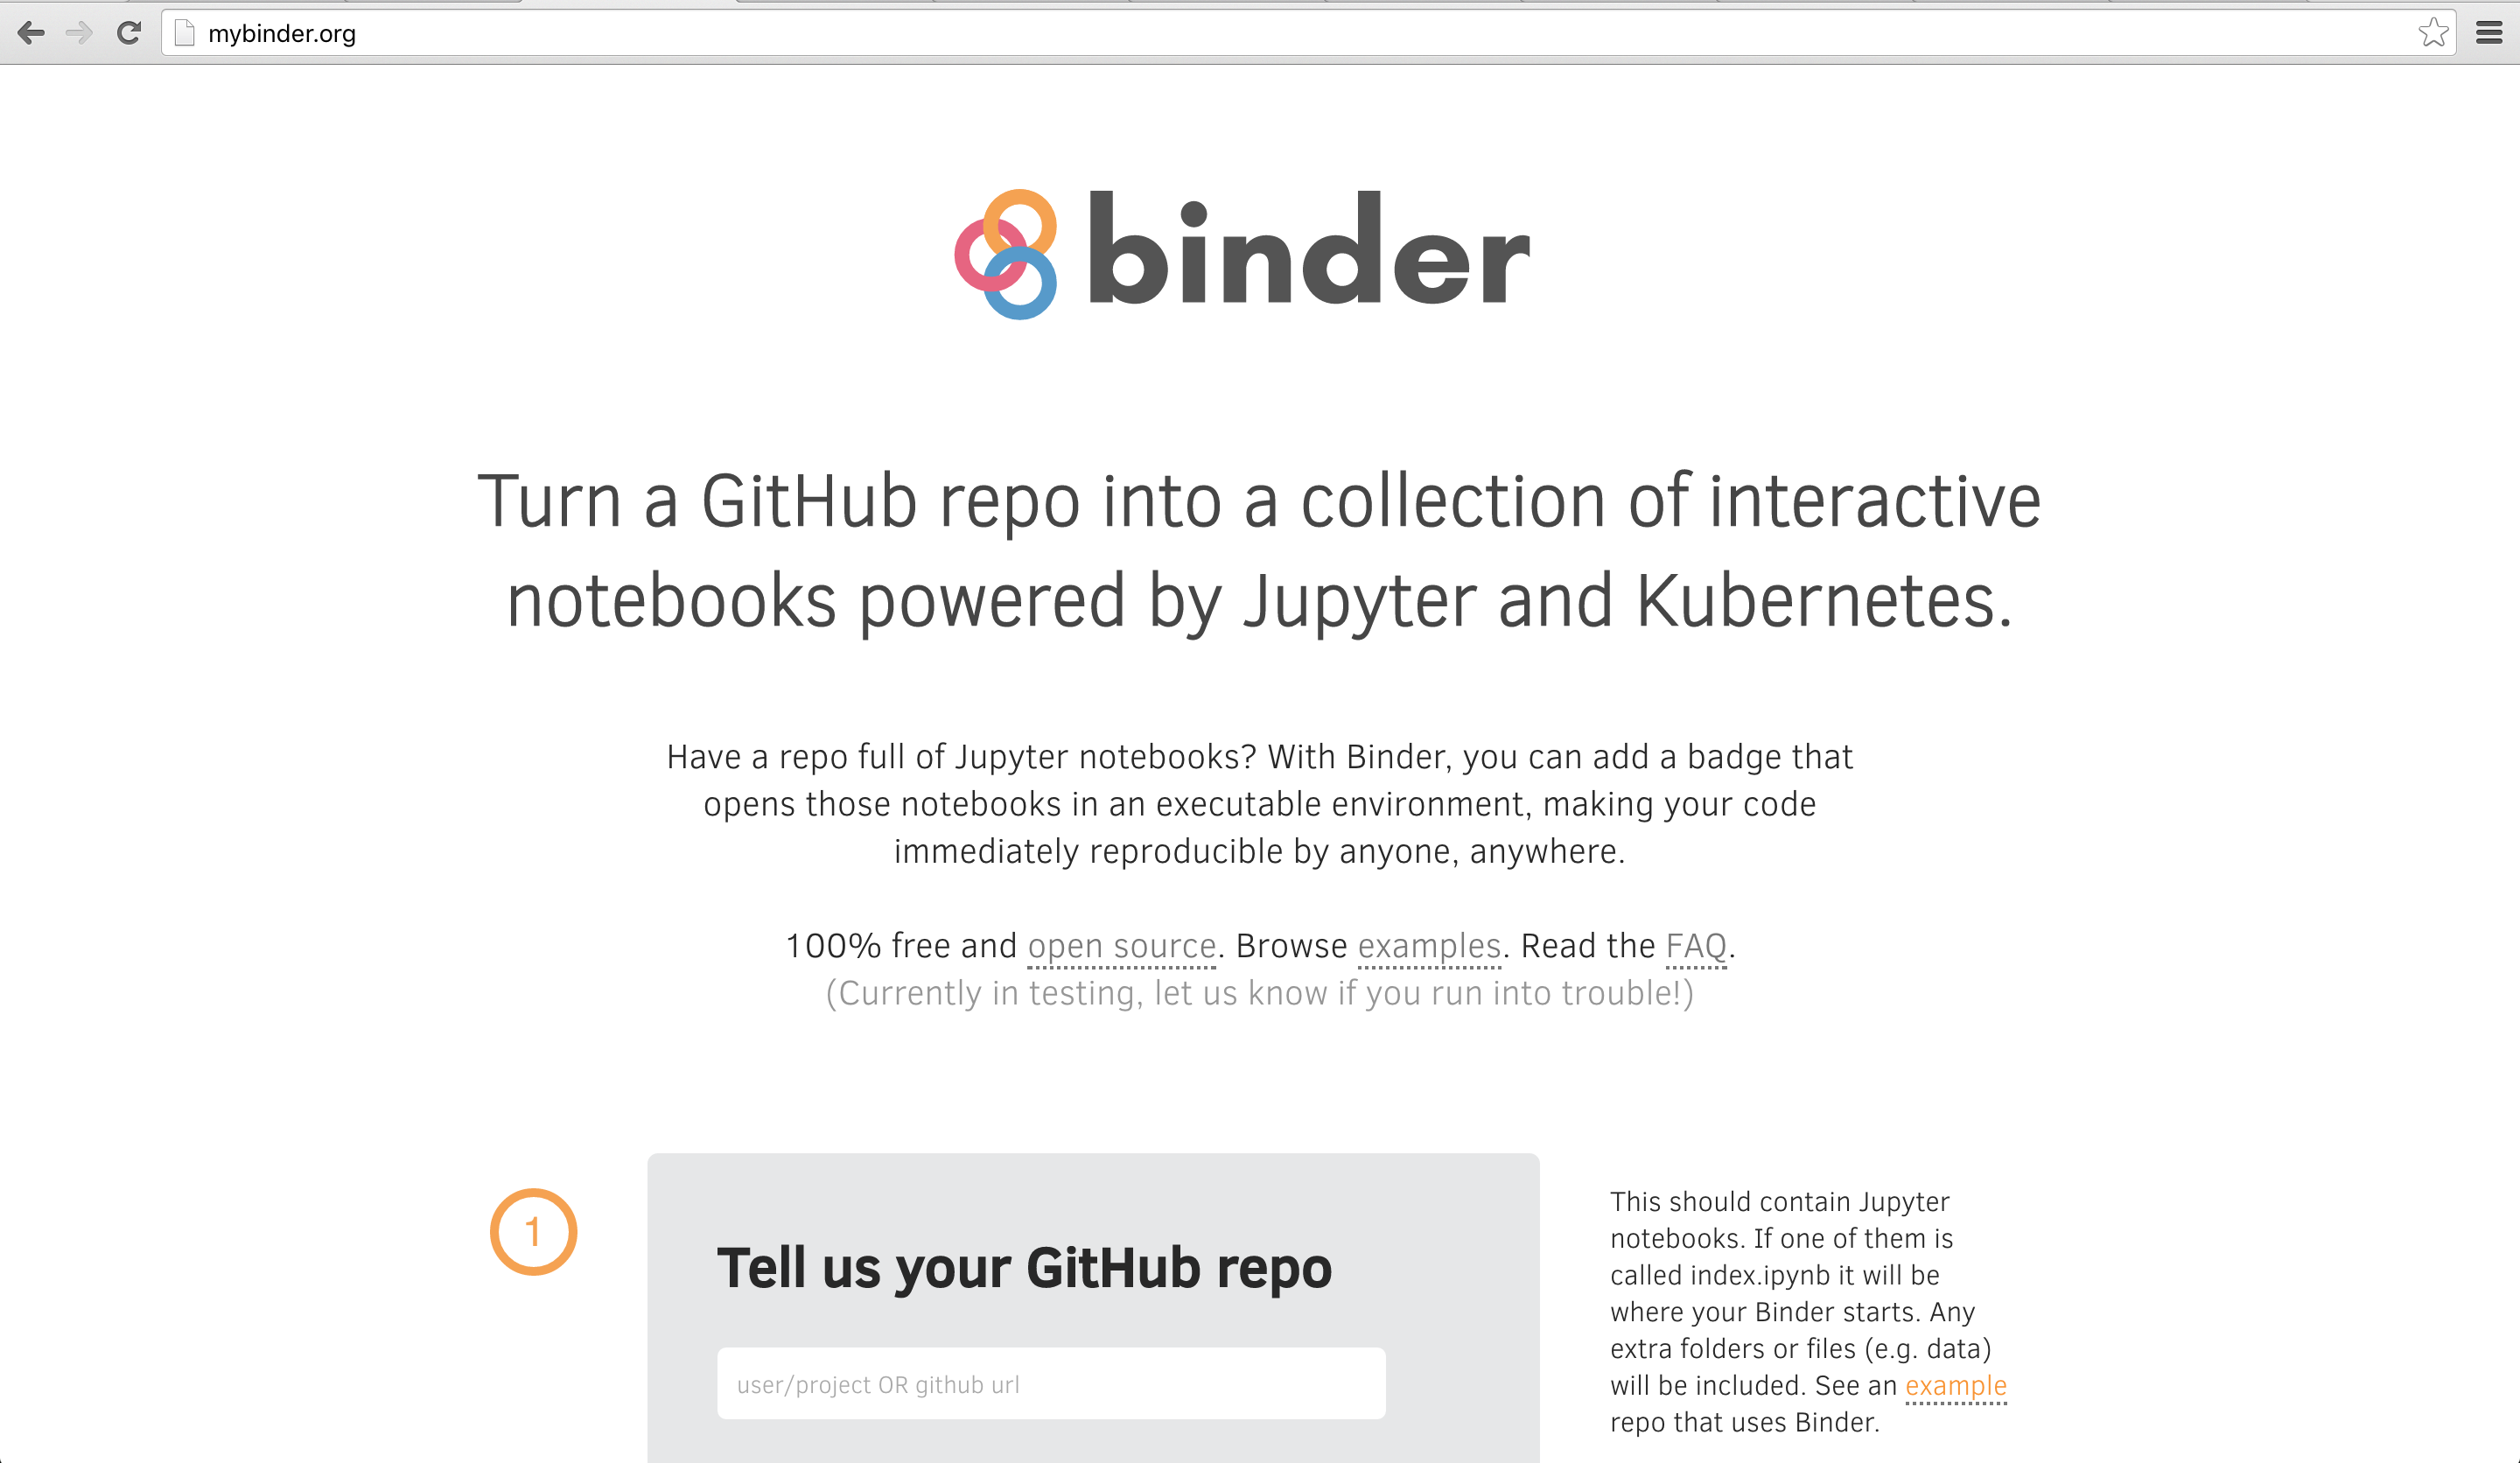 mybinder.org
binder
Turn a GitHub repo into a collection of interactive
notebooks powered by Jupyter and Kubernetes.
Have a repo full of Jupyter notebooks? With Binder, you can add a badge that
opens those notebooks in an executable environment, making your code
immediately reproducible by anyone, anywhere.
100% free and open source. Browse examples. Read the FAQ.
(Currently in testing, let us know if you run into trouble!)
1
Tell us your GitHub repo
user/project OR github url
This should contain Jupyter
notebooks. If one of them is
called index.ipynb it will be
where your Binder starts. Any
extra folders or files (e.g. data)
will be included. See an example
repo that uses Binder.